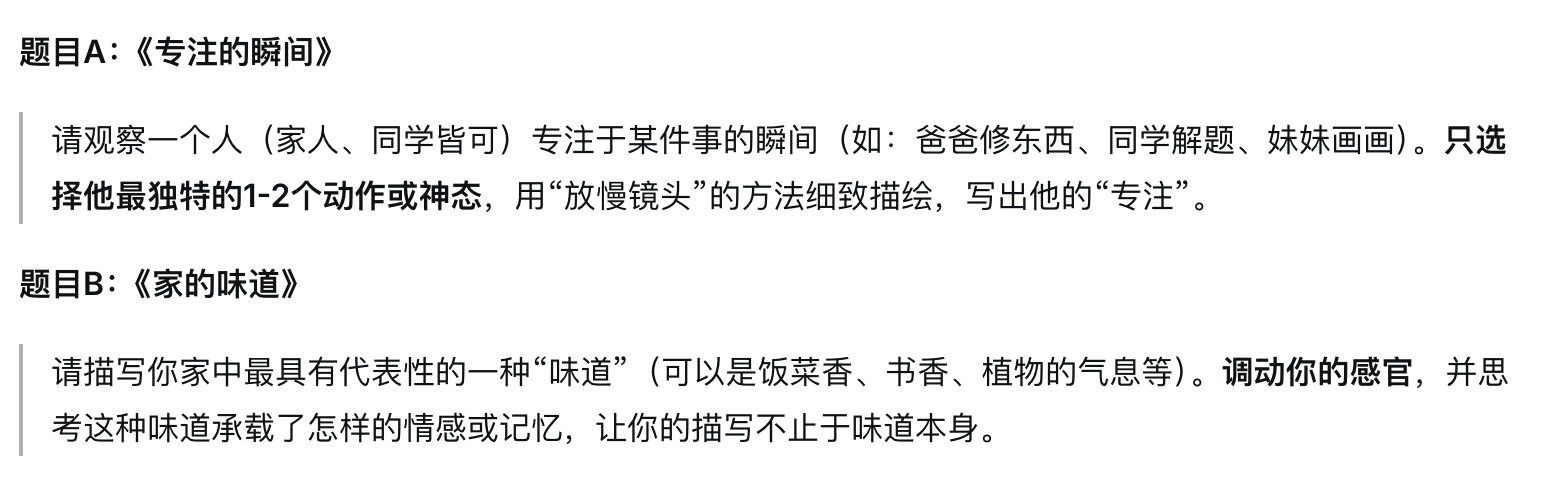 题目A：《专注的瞬间》
请观察一个人（家人、同学皆可）专注于某件事的瞬间（如：爸爸修东西、同学解题、妹妹画画）。只选
择他最独特的1-2个动作或神态，用“放慢镜头”的方法细致描绘，写出他的“专注”。
题目B：《家的味道》
请描写你家中最具有代表性的一种“味道”（可以是饭菜香、书香、植物的气息等）。调动你的感官，并思
考这种味道承载了怎样的情感或记忆，让你的描写不止于味道本身。